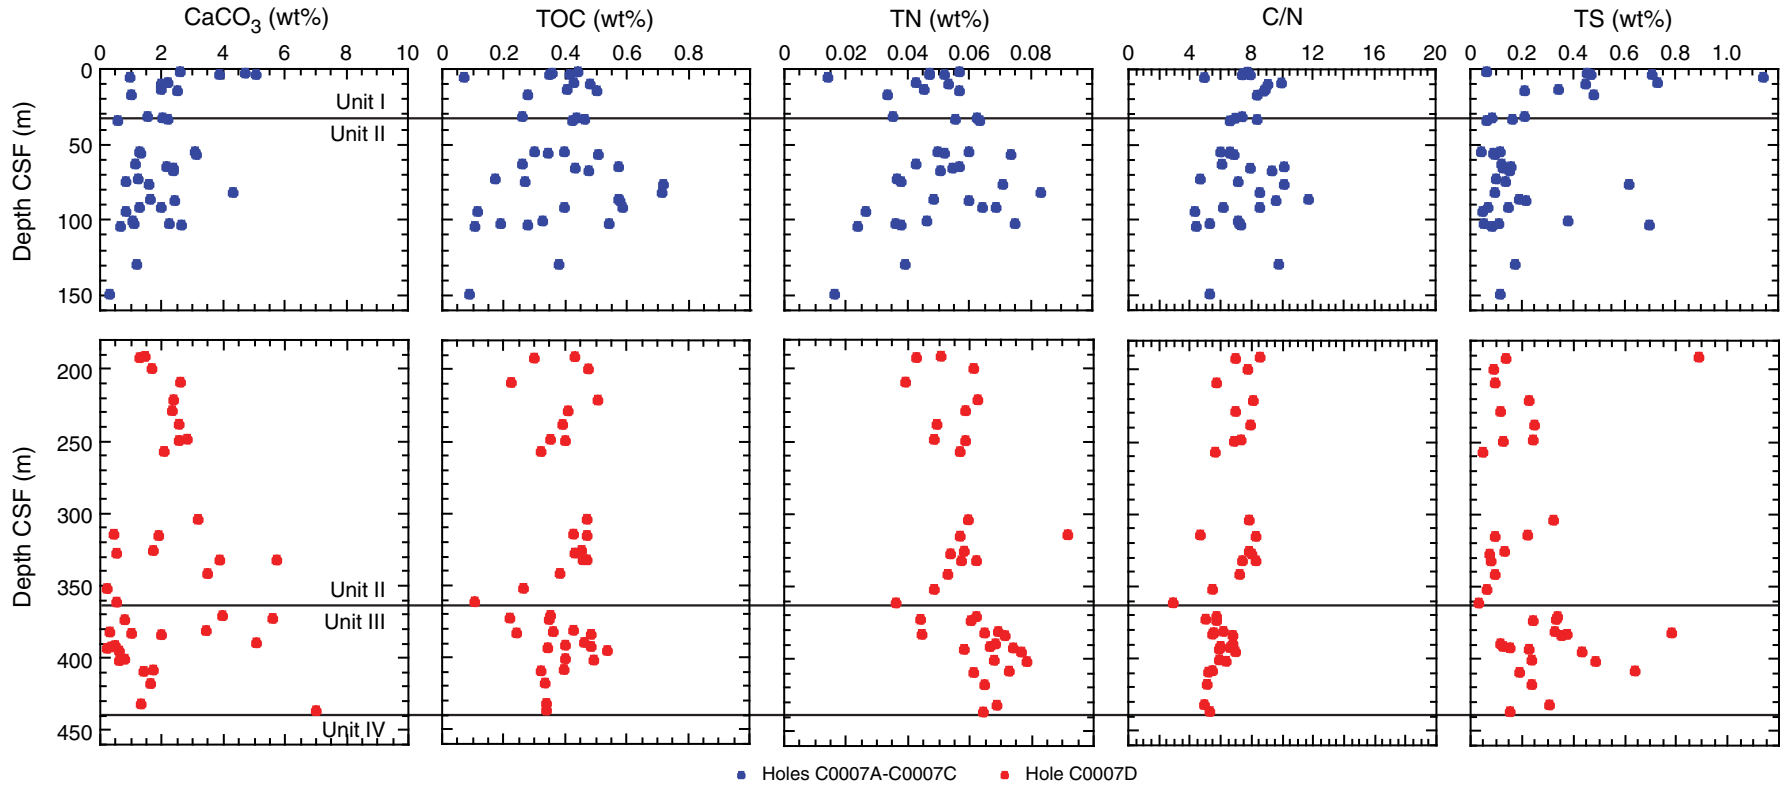 CaCO3 (wt%) TOC (wt%) TN (wt%) C/N TS (wt%)
0 2 4 6 8 10 0 0.2 0.4 0.6 0.8 0 0.02 0.04 0.06 0.08 0 4 8 12 16 20 0 0.2 0.4 0.6 0.8 1.0
Depth CSF (m)
0
50
100
150
Unit I
Unit II
Depth CSF (m)
200
250
300
350
400
450
Unit II
Unit III
Unit IV
Holes C0007A-C0007C Hole C0007D